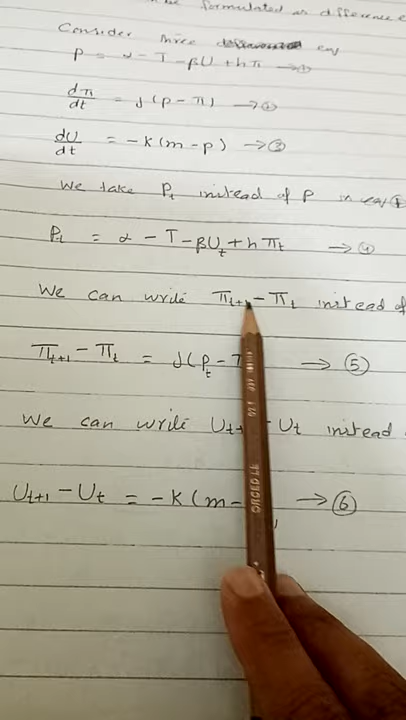 formulated as difference e
Consider three eqn
P = α - T - βU + hπ → ①
dπ/dt = j(p - π) → ②
dU/dt = -k(m - p) → ③
We take Pt instead of P in eqn ①
Pt = α - T - βUt + hπt → ④
We can write πt+1 - πt instead of
πt+1 - πt = j(Pt - π → ⑤
We can write Ut+1 - Ut instead
Ut+1 - Ut = -k(m - → ⑥